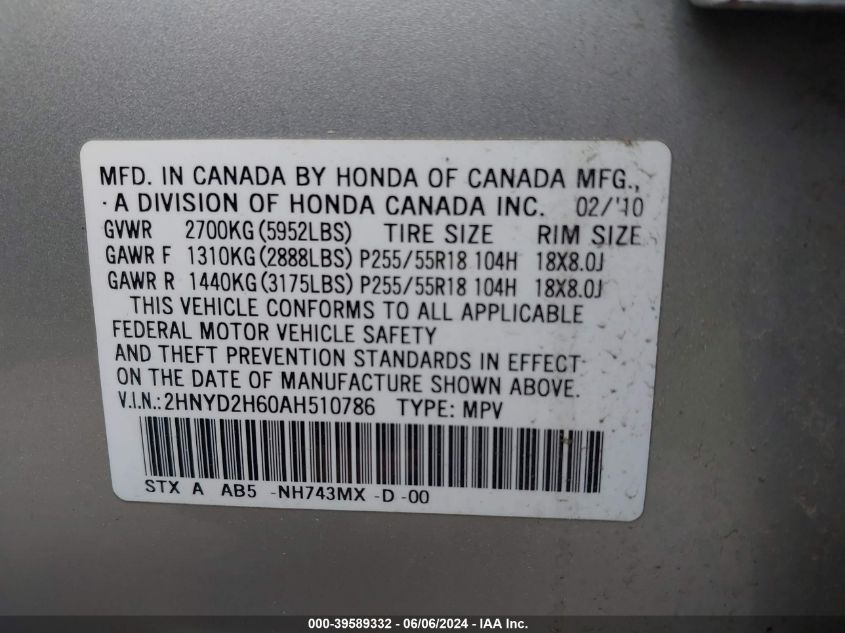 MFD. IN CANADA BY HONDA OF CANADA MFG.,
A DIVISION OF HONDA CANADA INC. 02/'10
GVWR 2700KG(5952LBS) TIRE SIZE RIM SIZE
GAWR F 1310KG(2888LBS) P255/55R18 104H 18X8.0J
GAWR R 1440KG(3175LBS) P255/55R18 104H 18X8.0J
THIS VEHICLE CONFORMS TO ALL APPLICABLE
FEDERAL MOTOR VEHICLE SAFETY
AND THEFT PREVENTION STANDARDS IN EFFECT
ON THE DATE OF MANUFACTURE SHOWN ABOVE.
V.I.N.: 2HNYD2H60AH510786 TYPE: MPV
STX A AB5 -NH743MX -D -00
000-39589332 - 06/06/2024 - IAA Inc.